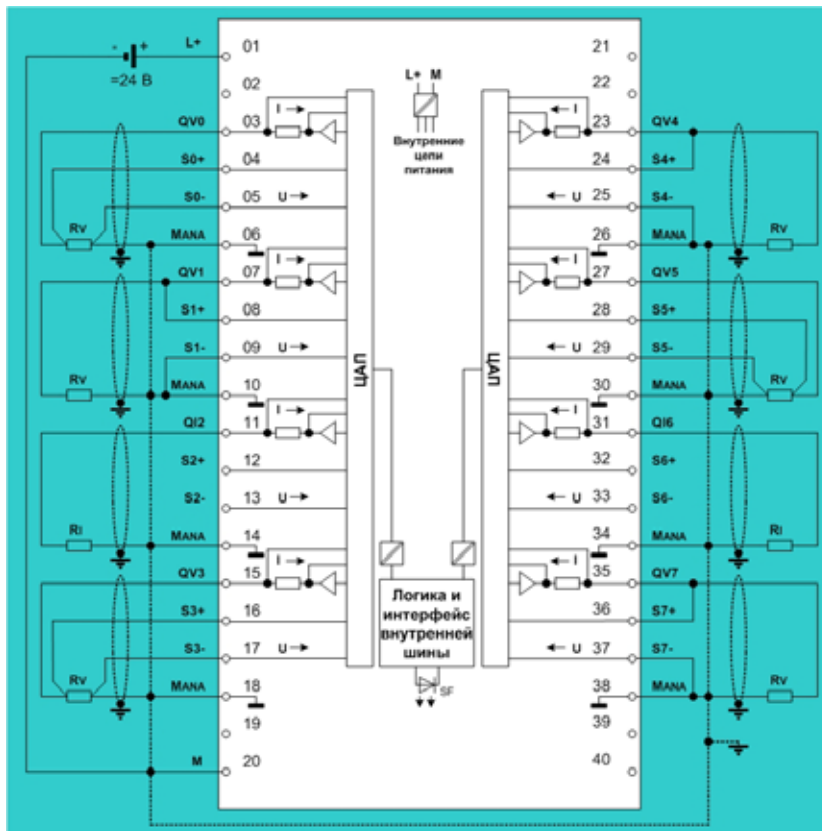 L+ 01 21
- +
=24 В
02 L+ M 22
QV0 03 I 23 QV4
Внутренние
цепи
питания
S0+ 04 24 S4+
S0- 05 U U 25 S4-
Rv MANA 06 26 MANA Rv
QV1 07 I I 27 QV5
S1+ 08 28 S5+
S1- 09 U U 29 S5-
ЦАП ЦАП
Rv MANA 10 30 MANA Rv
QI2 11 I I 31 QI6
S2+ 12 32 S6+
S2- 13 U U 33 S6-
RI MANA 14 34 MANA RI
QV3 15 I I 35 QV7
Логика и
интерфейс
внутренней
шины
S3+ 16 36 S7+
S3- 17 U U 37 S7-
Rv MANA 18 SF 38 MANA Rv
19 39
M 20 40